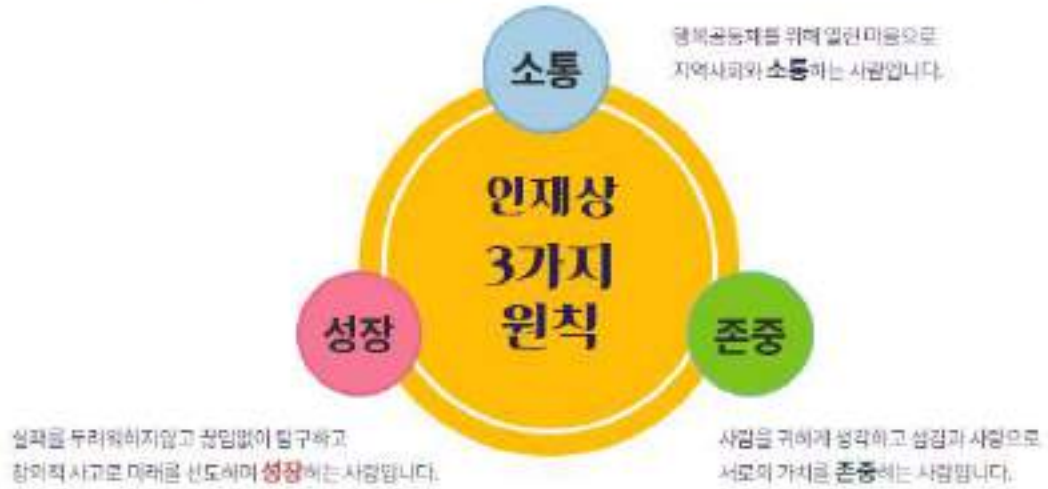 소통
행복공동체를 위해 열린 마음으로
지역사회와 소통하는 사람입니다.
인재상
3가지
원칙
성장
존중
실패를 두려워하지않고 끊임없이 탐구하고
창의적 사고로 미래를 선도하며 성장하는 사람입니다.
사람을 귀하게 생각하고 섬김과 사랑으로
서로의 가치를 존중하는 사람입니다.